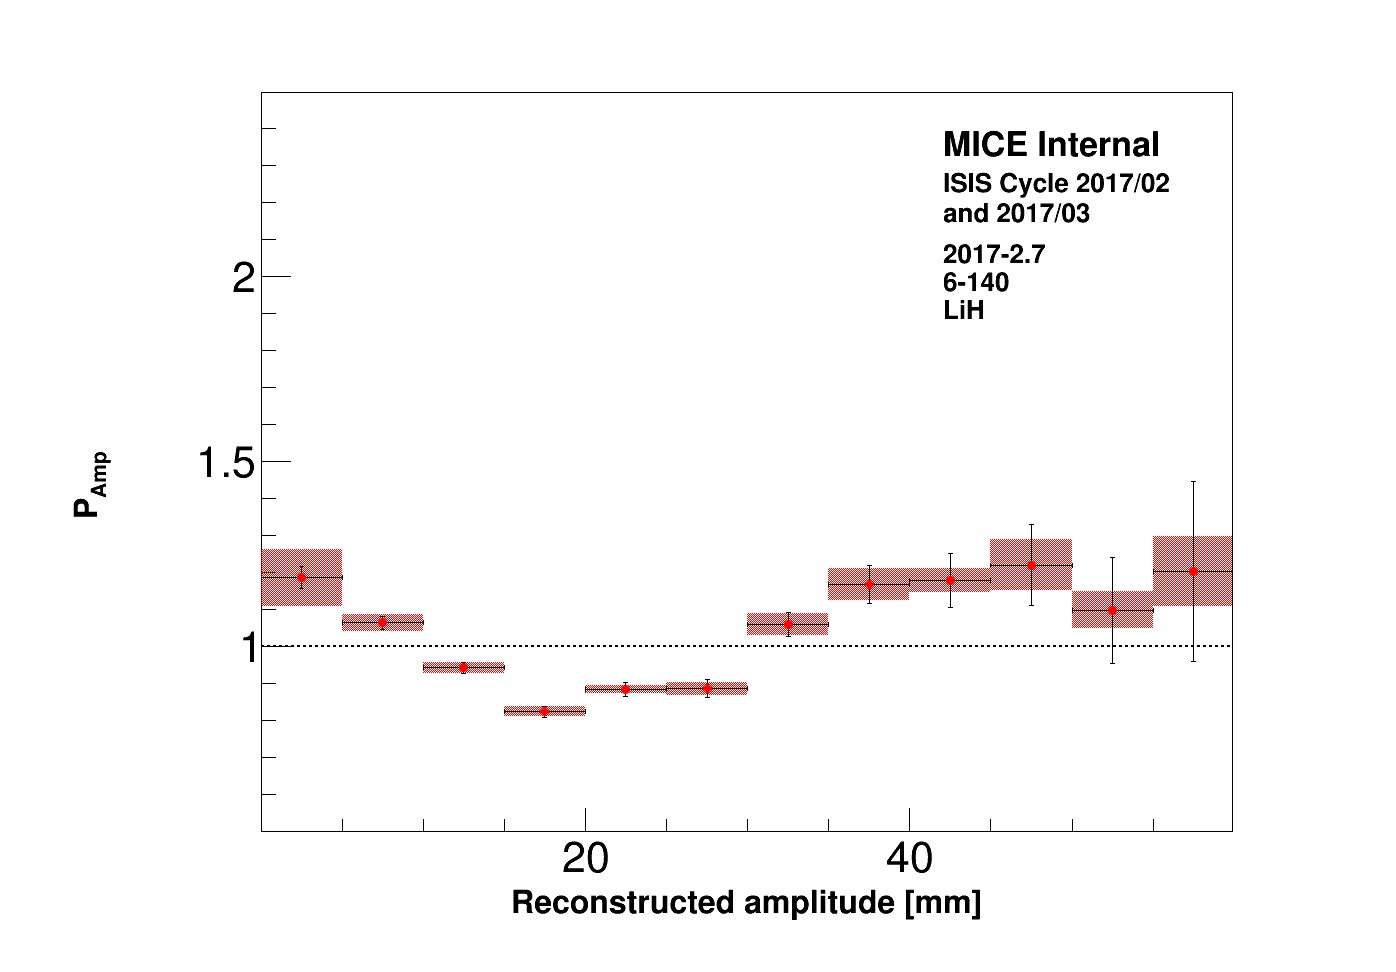 MICE Internal
ISIS Cycle 2017/02
and 2017/03
2017-2.7
6-140
LiH
2
1.5
1
P_Amp
20
40
Reconstructed amplitude [mm]